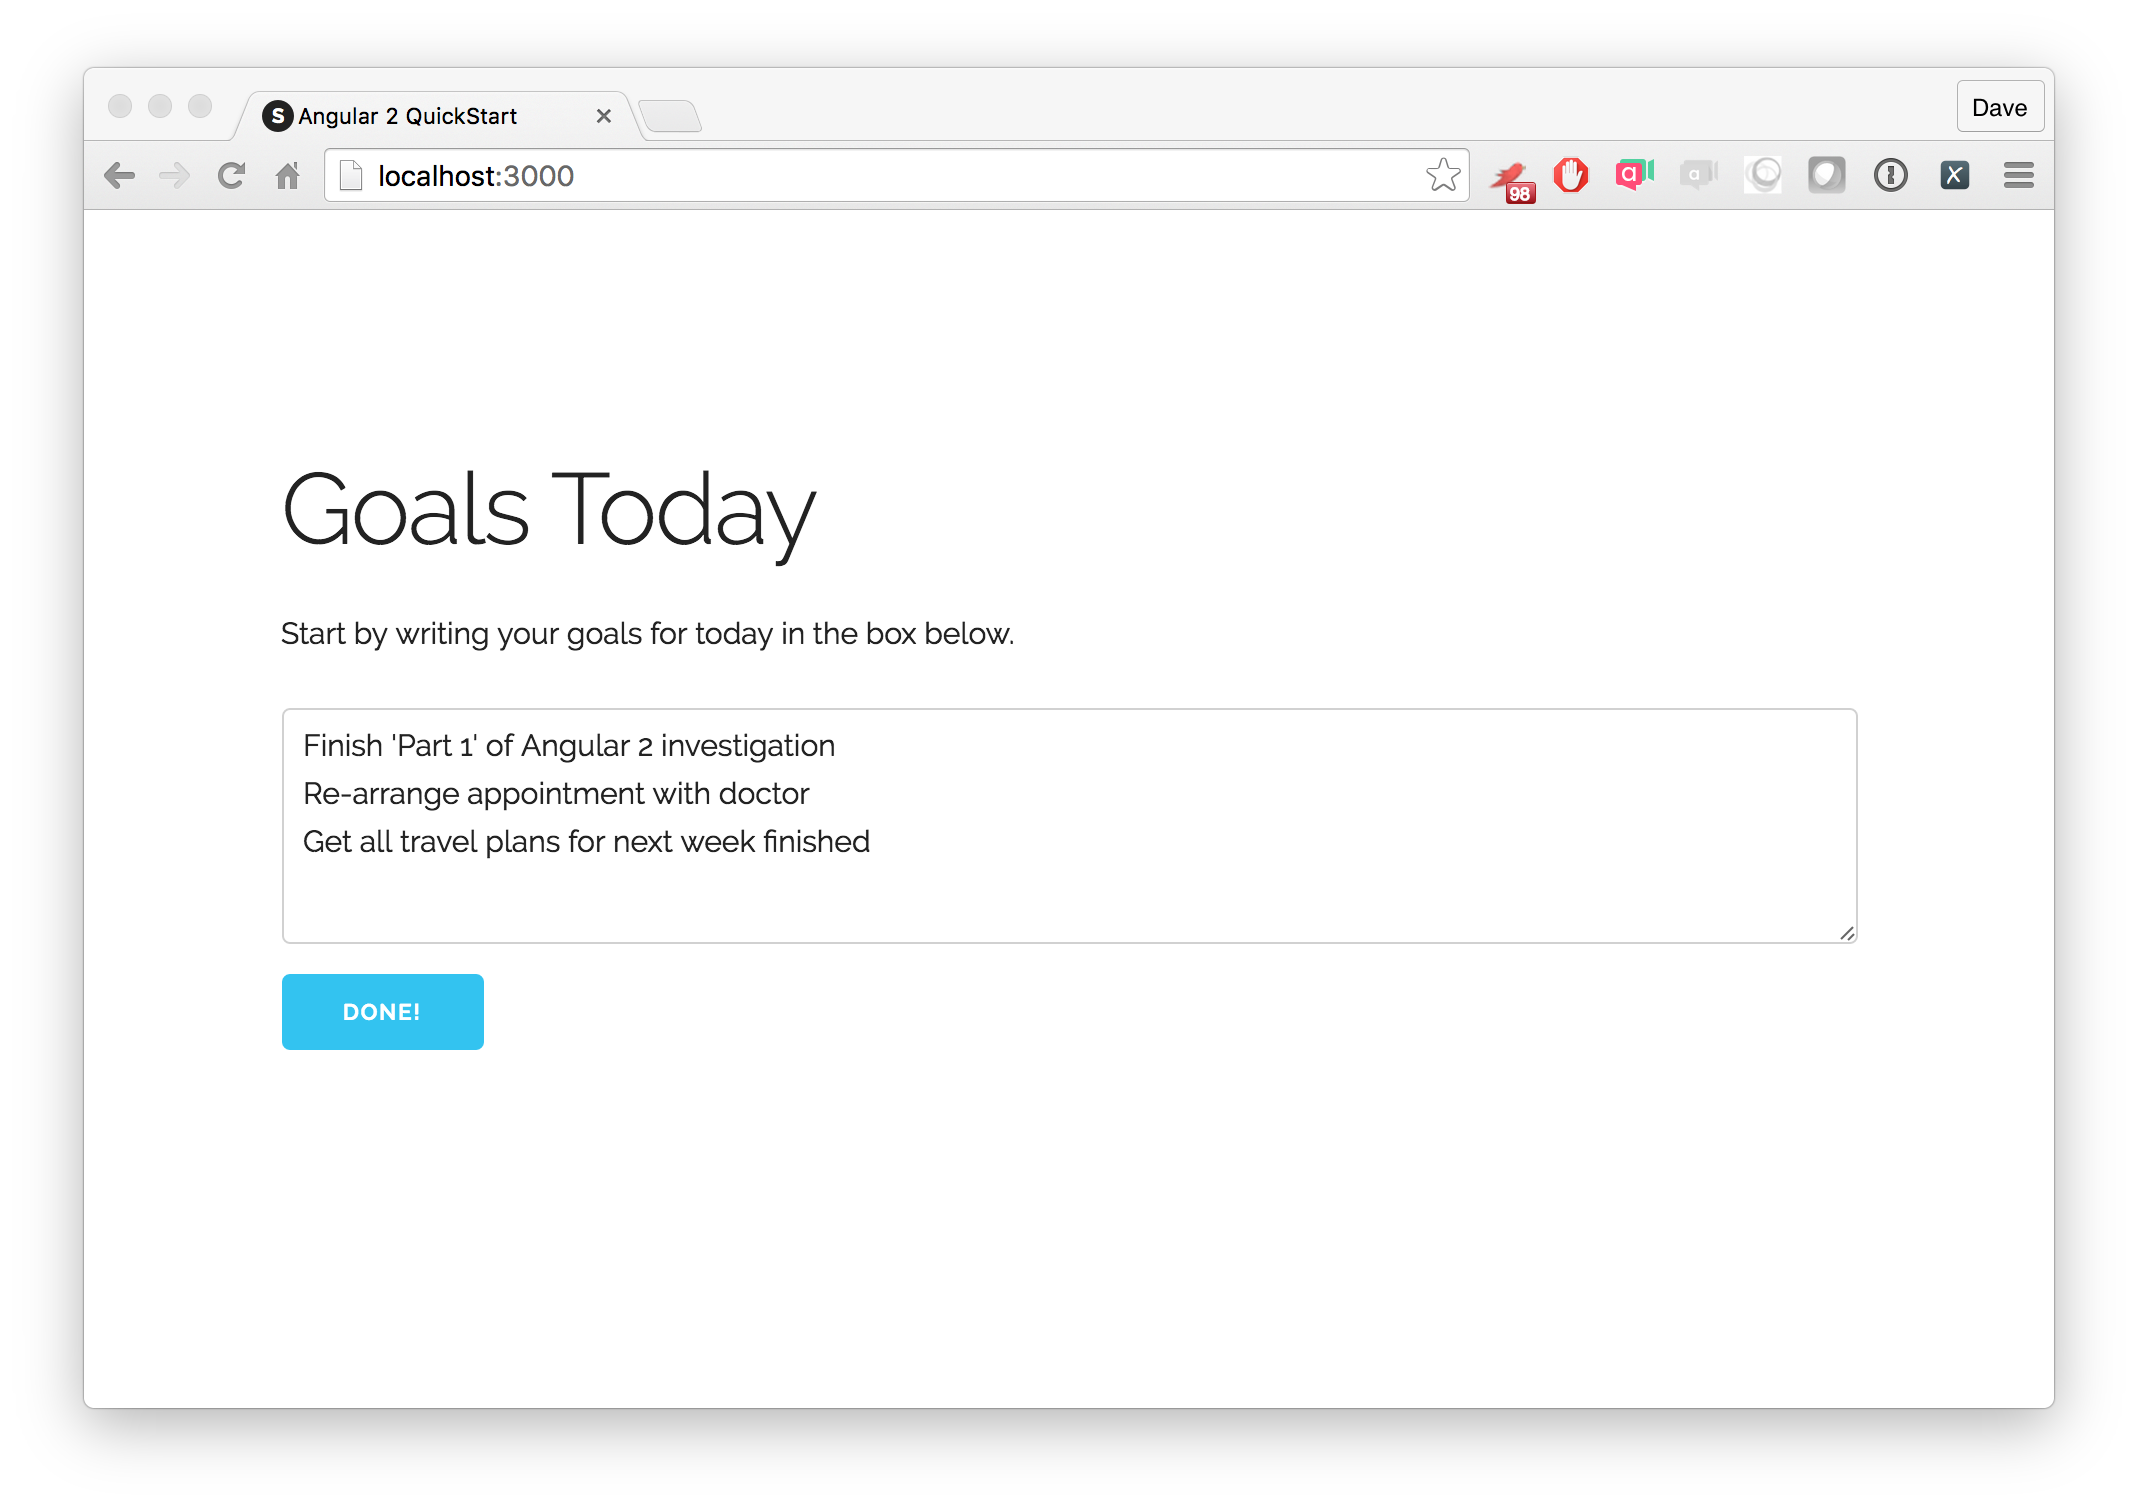 S Angular 2 QuickStart
Dave
localhost:3000
98
a
a
X
Goals Today
Start by writing your goals for today in the box below.
Finish 'Part 1' of Angular 2 investigation
Re-arrange appointment with doctor
Get all travel plans for next week finished
DONE!